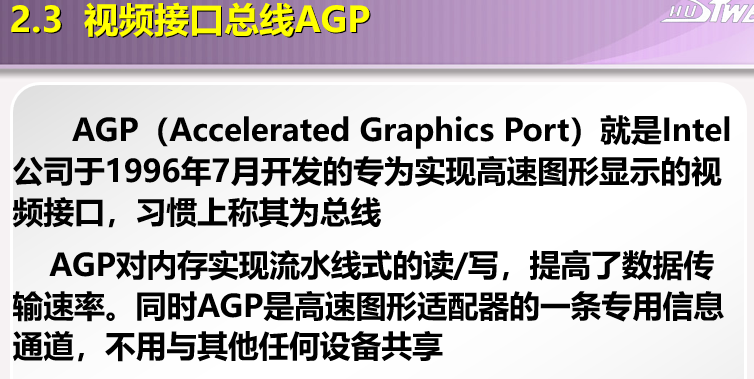 2.3 视频接口总线AGP
AGP（Accelerated Graphics Port）就是Intel
公司于1996年7月开发的专为实现高速图形显示的视
频接口，习惯上称其为总线
AGP对内存实现流水线式的读/写，提高了数据传
输速率。同时AGP是高速图形适配器的一条专用信息
通道，不用与其他任何设备共享